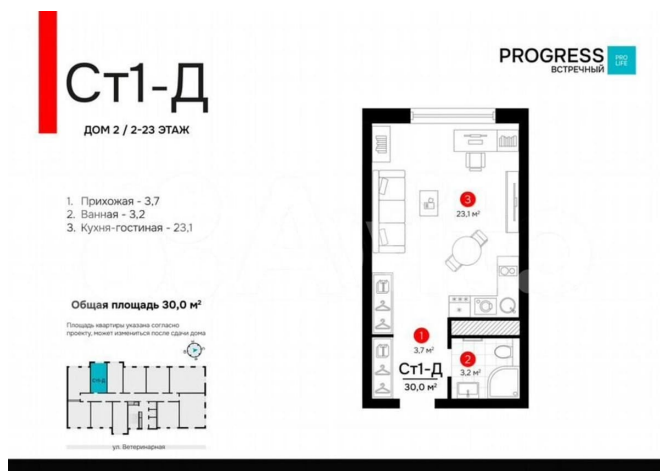 PROGRESS
ВСТРЕЧНЫЙ
PRO
LIFE
Ст1-Д
ДОМ 2 / 2-23 ЭТАЖ
1. Прихожая - 3,7
2. Ванная - 3,2
3. Кухня-гостиная - 23,1
Общая площадь 30,0 м²
Площадь квартиры указана согласно
проекту, может измениться после сдачи дома
Ст1-Д
ул. Ветеринарная
3
23,1 м²
1
3,7 м²
2
3,2 м²
Ст1-Д
30,0 м²